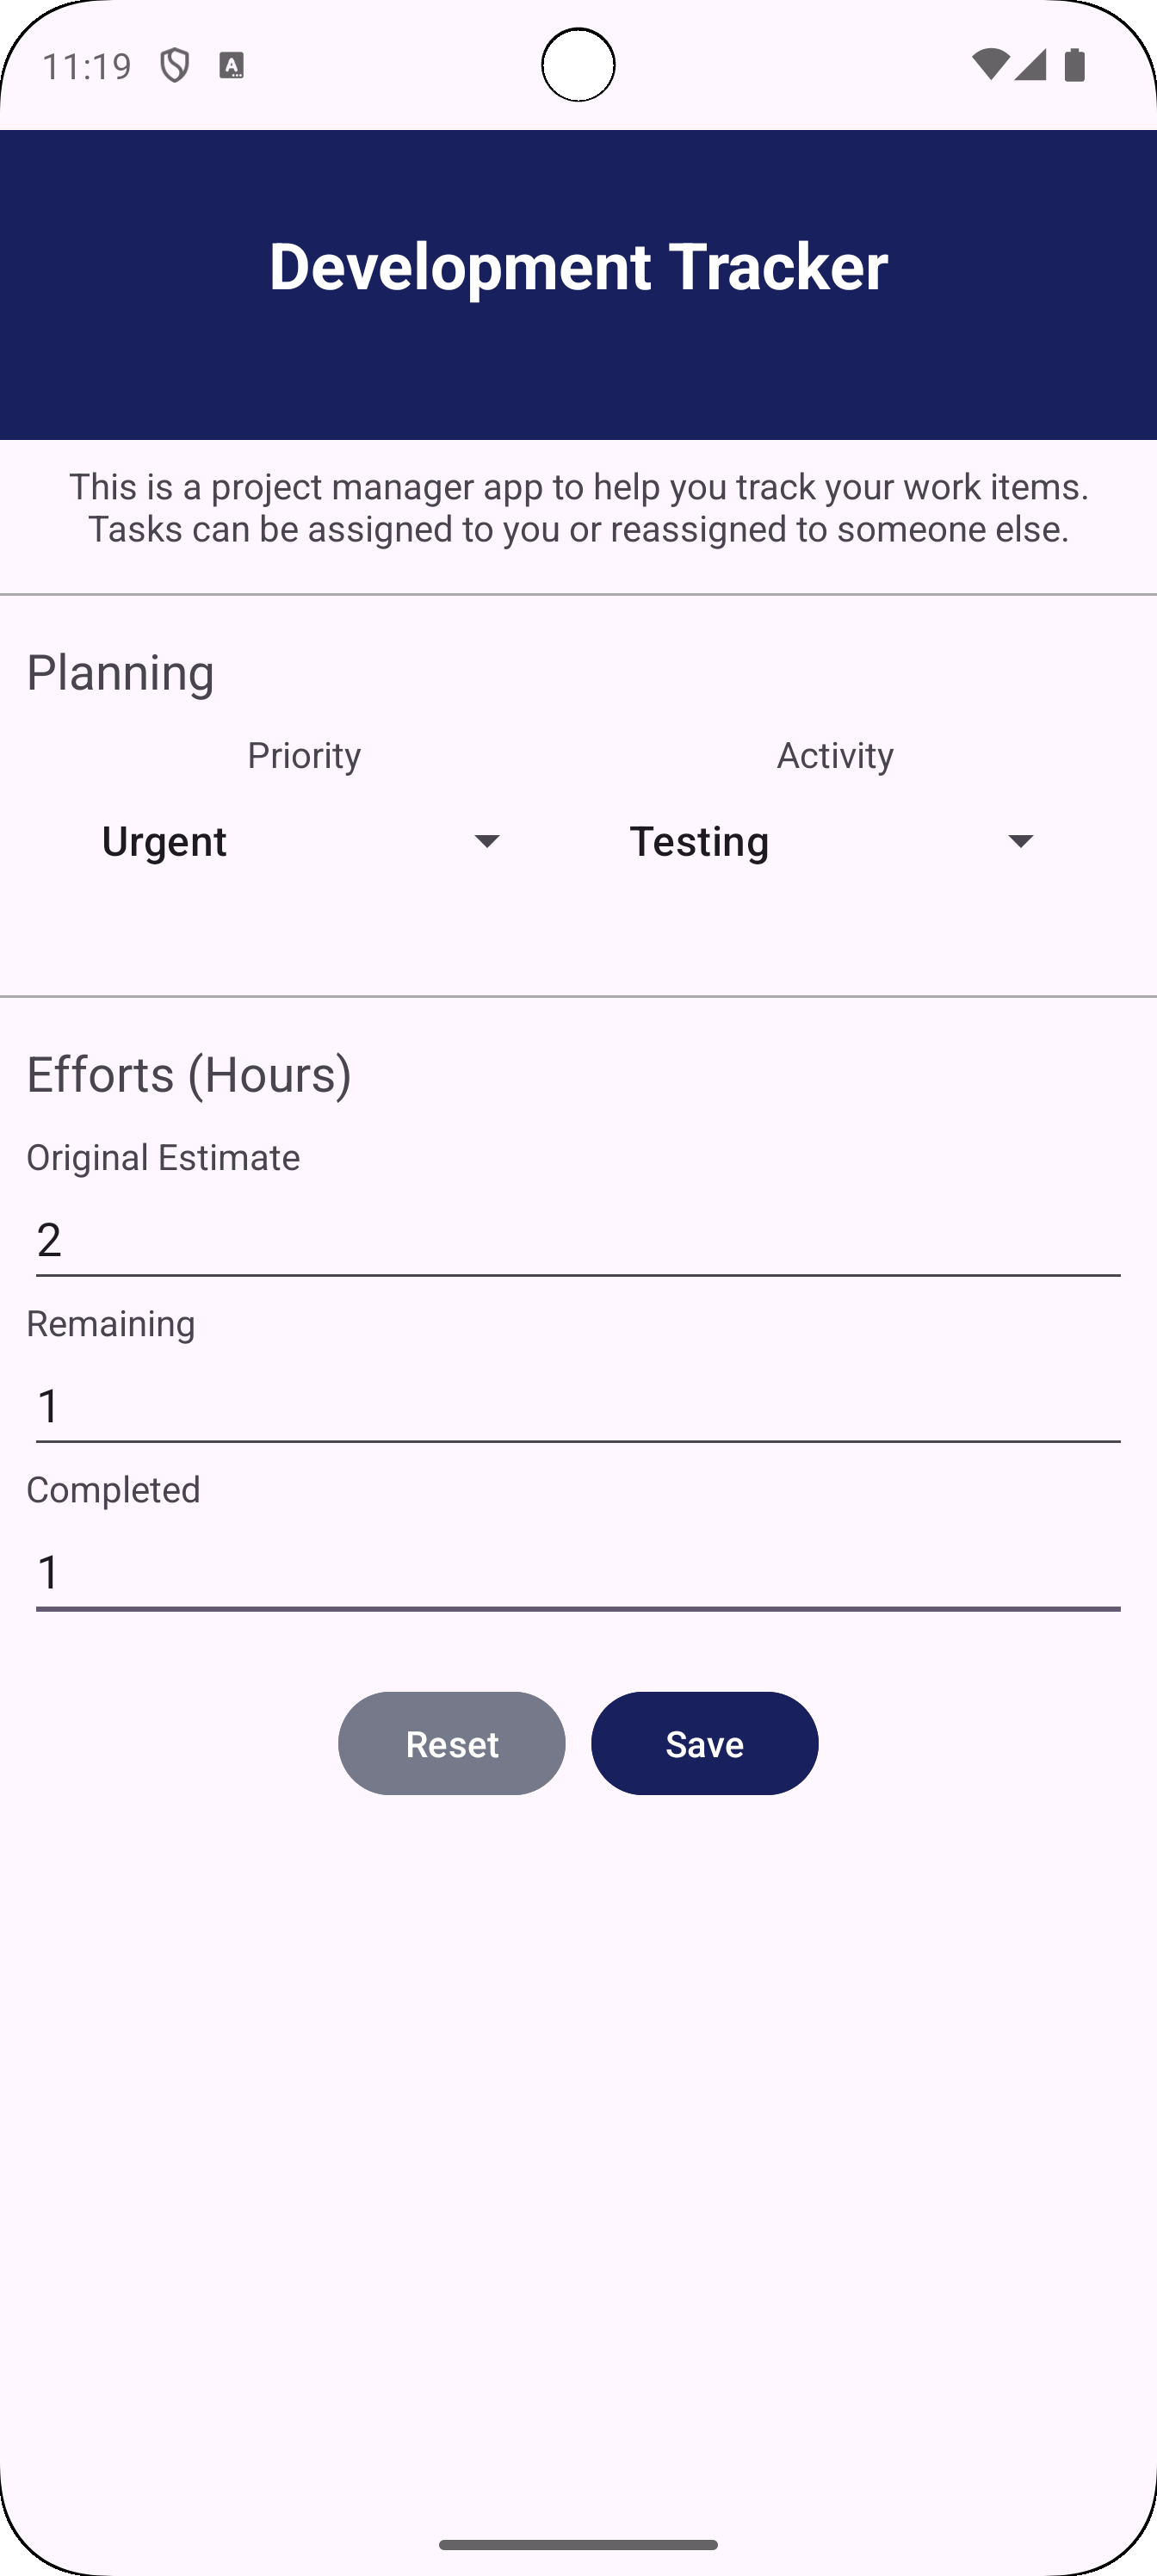 11:19
Development Tracker
This is a project manager app to help you track your work items.
Tasks can be assigned to you or reassigned to someone else.
Planning
Priority Activity
Urgent Testing
Efforts (Hours)
Original Estimate
2
Remaining
1
Completed
1
Reset Save